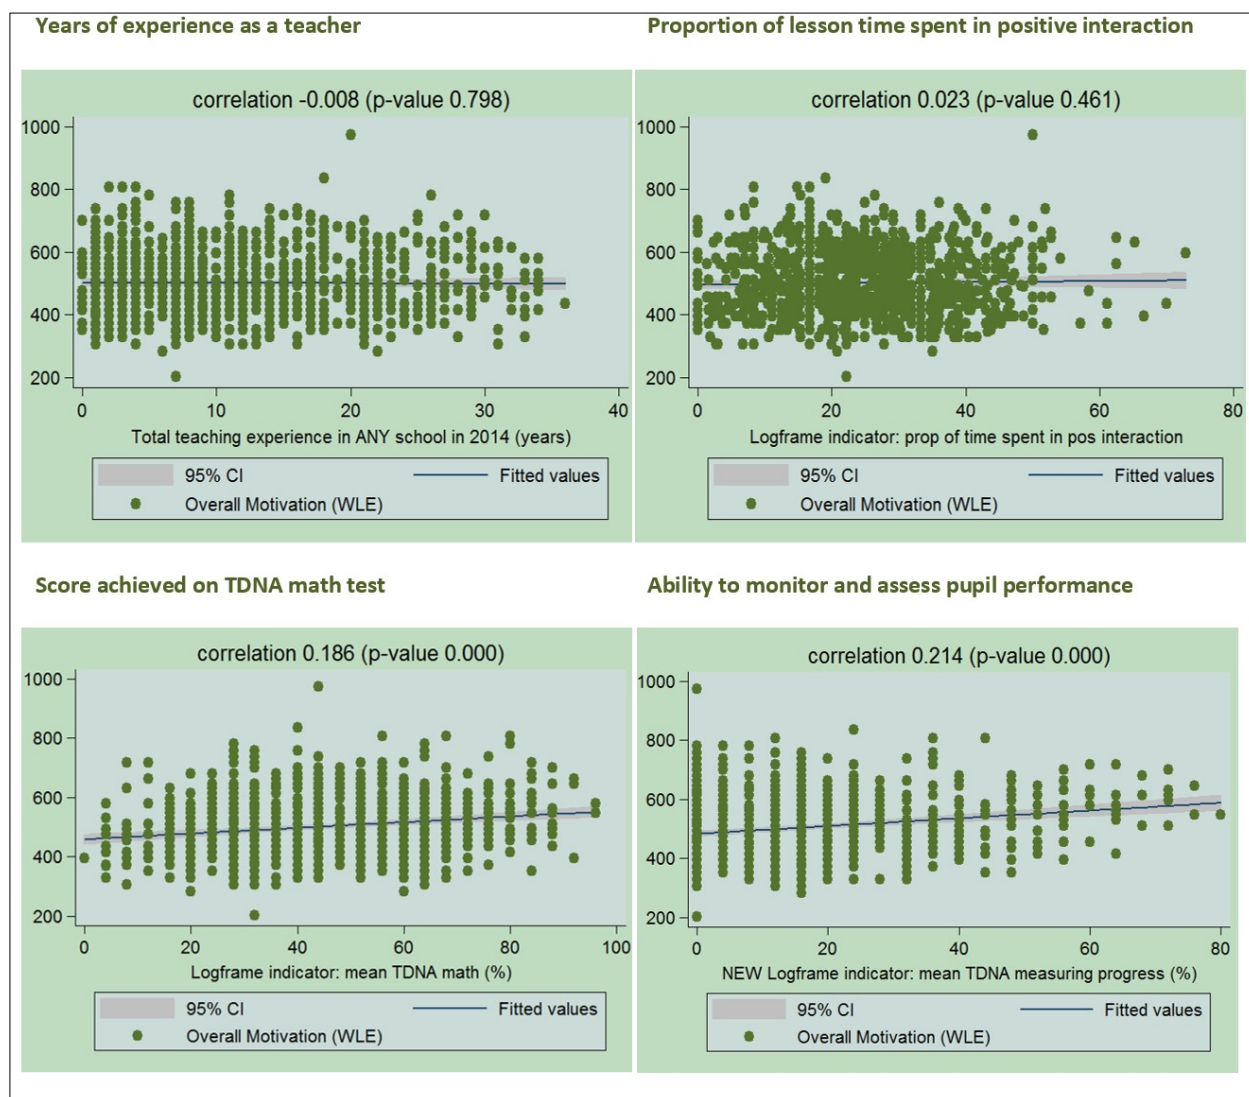 Years of experience as a teacher
correlation -0.008 (p-value 0.798)
1000
800
600
400
200
0 10 20 30 40
Total teaching experience in ANY school in 2014 (years)
95% CI Fitted values
Overall Motivation (WLE)
Proportion of lesson time spent in positive interaction
correlation 0.023 (p-value 0.461)
1000
800
600
400
200
0 20 40 60 80
Logframe indicator: prop of time spent in pos interaction
95% CI Fitted values
Overall Motivation (WLE)
Score achieved on TDNA math test
correlation 0.186 (p-value 0.000)
1000
800
600
400
200
0 20 40 60 80 100
Logframe indicator: mean TDNA math (%)
95% CI Fitted values
Overall Motivation (WLE)
Ability to monitor and assess pupil performance
correlation 0.214 (p-value 0.000)
1000
800
600
400
200
0 20 40 60 80
NEW Logframe indicator: mean TDNA measuring progress (%)
95% CI Fitted values
Overall Motivation (WLE)